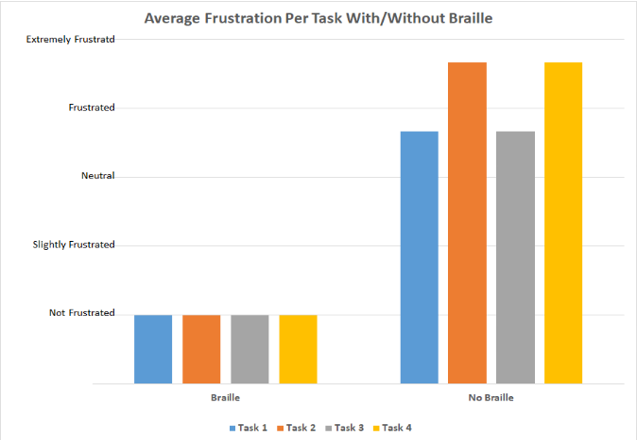 Average Frustration Per Task With/Without Braille
Extremely Frustratd
Frustrated
Neutral
Slightly Frustrated
Not Frustrated
Braille
No Braille
Task 1 Task 2 Task 3 Task 4